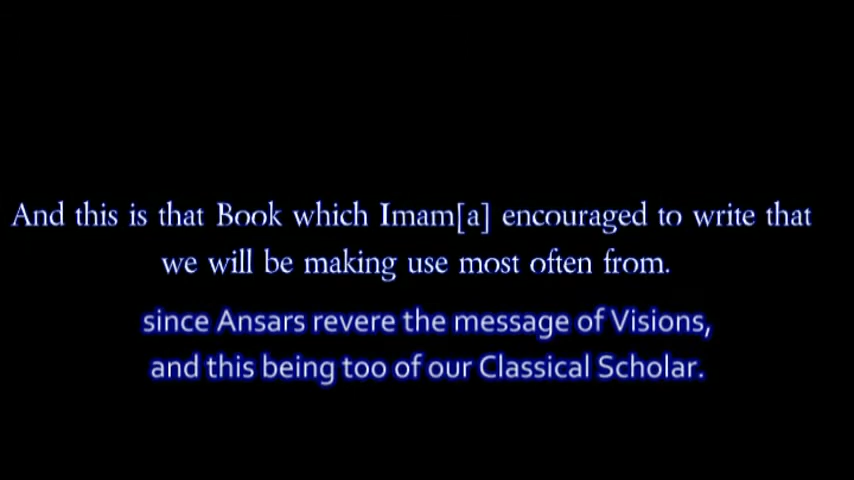 And this is that Book which Imam[a] encouraged to write that
we will be making use most often from.
since Ansars revere the message of Visions,
and this being too of our Classical Scholar.